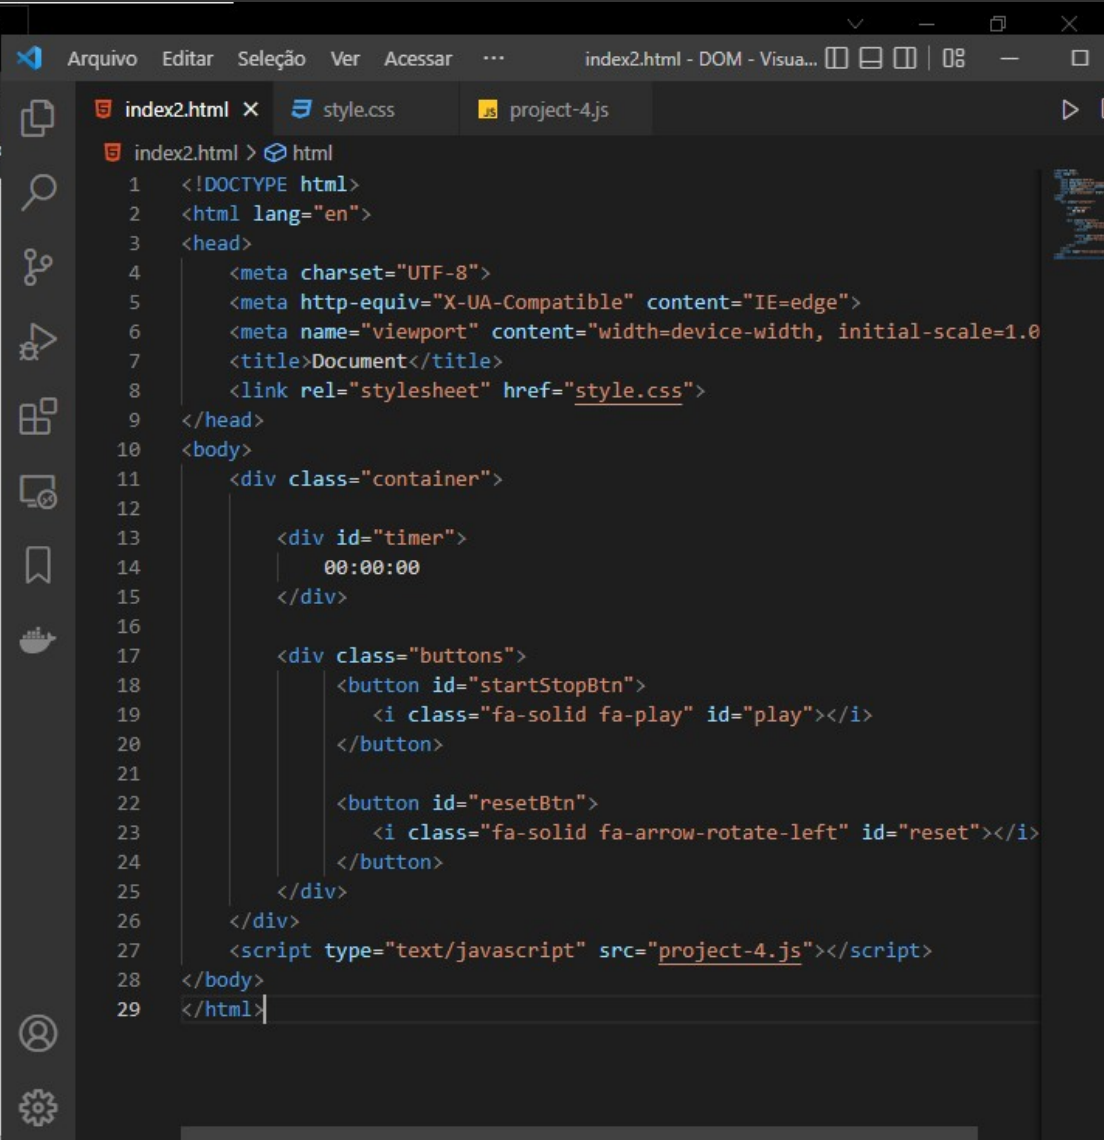 Arquivo Editar Seleção Ver Acessar ··· index2.html - DOM - Visua...
index2.html style.css JS project-4.js
index2.html > html
1 <!DOCTYPE html>
2 <html lang="en">
3 <head>
4 <meta charset="UTF-8">
5 <meta http-equiv="X-UA-Compatible" content="IE=edge">
6 <meta name="viewport" content="width=device-width, initial-scale=1.0
7 <title>Document</title>
8 <link rel="stylesheet" href="style.css">
9 </head>
10 <body>
11 <div class="container">
12
13 <div id="timer">
14 00:00:00
15 </div>
16
17 <div class="buttons">
18 <button id="startStopBtn">
19 <i class="fa-solid fa-play" id="play"></i>
20 </button>
21
22 <button id="resetBtn">
23 <i class="fa-solid fa-arrow-rotate-left" id="reset"></i>
24 </button>
25 </div>
26 </div>
27 <script type="text/javascript" src="project-4.js"></script>
28 </body>
29 </html>